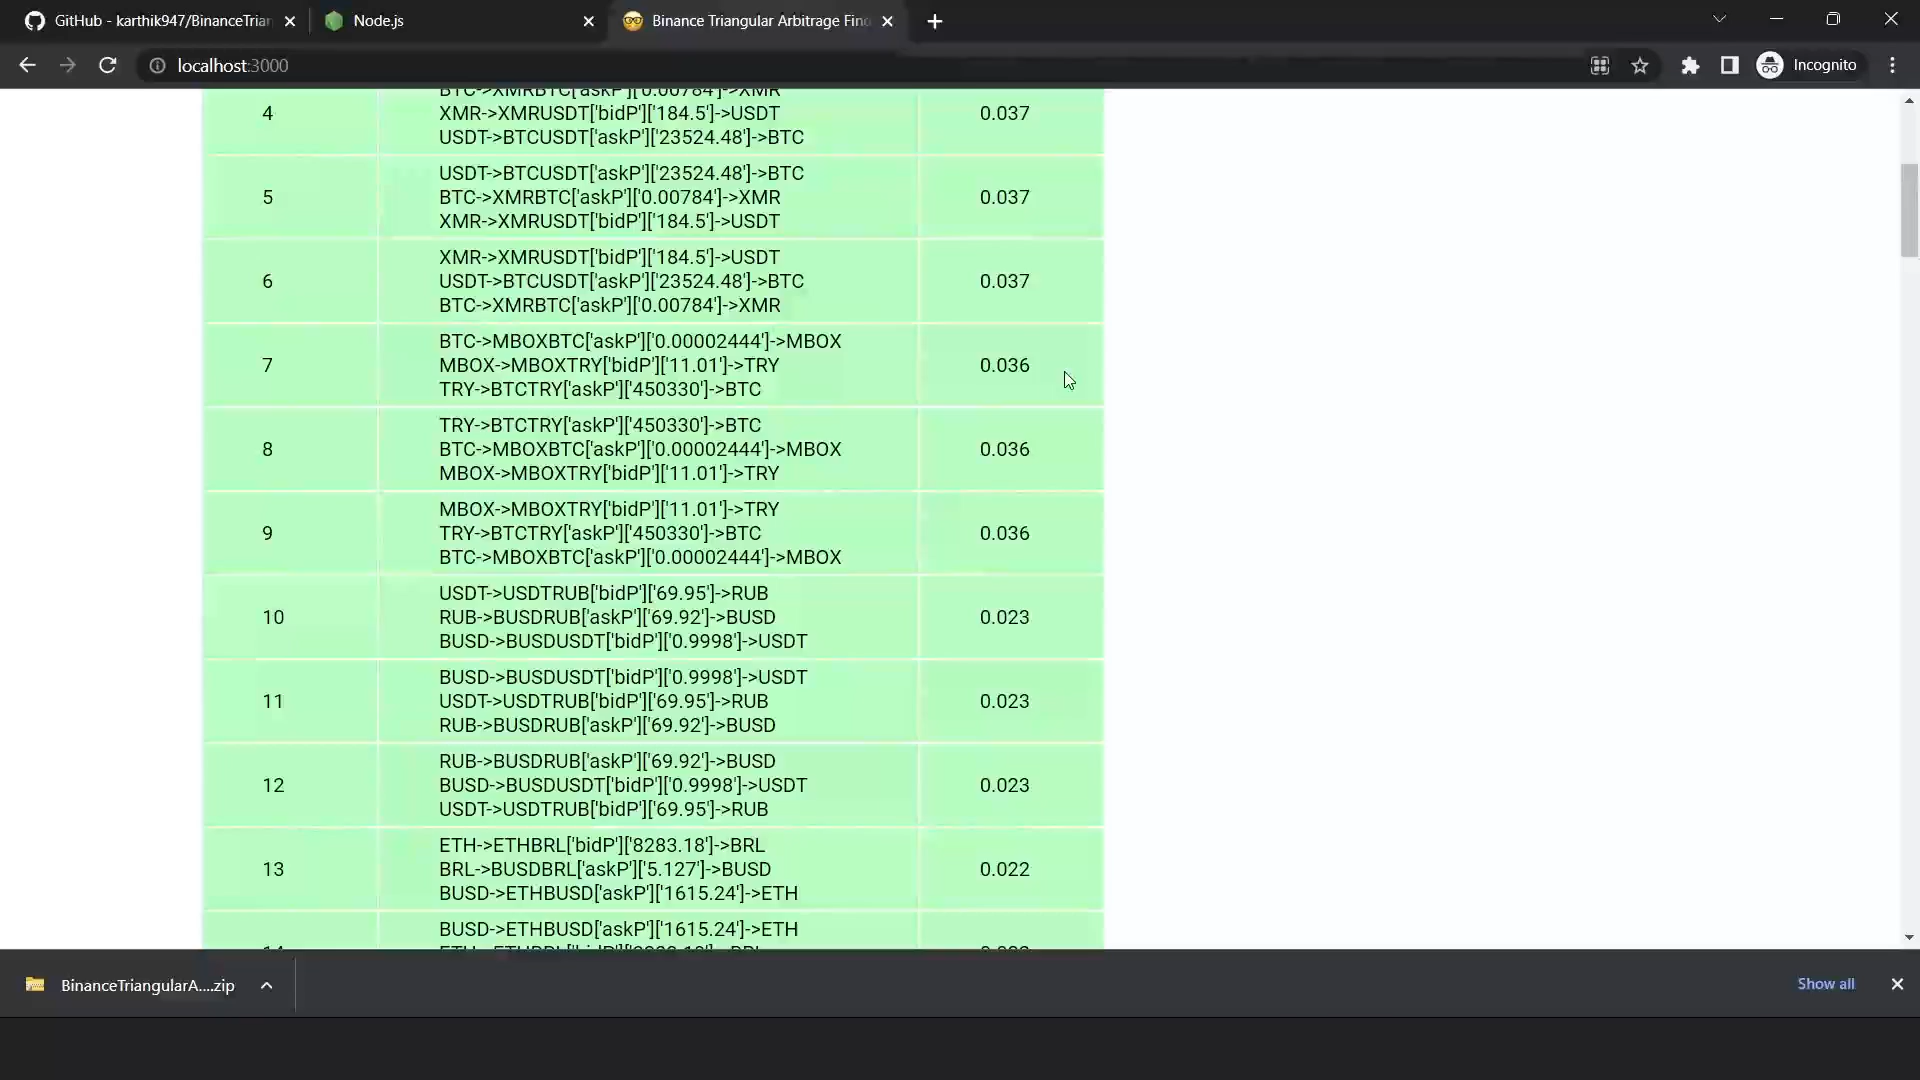 GitHub - karthik947/BinanceTrian
Node.js
Binance Triangular Arbitrage Find
localhost:3000
Incognito
BTC->XMRBTC['askP']['0.00784']->XMR
4
XMR->XMRUSDT['bidP']['184.5']->USDT
0.037
USDT->BTCUSDT['askP']['23524.48']->BTC
USDT->BTCUSDT['askP']['23524.48']->BTC
5
BTC->XMRBTC['askP']['0.00784']->XMR
0.037
XMR->XMRUSDT['bidP']['184.5']->USDT
XMR->XMRUSDT['bidP']['184.5']->USDT
6
USDT->BTCUSDT['askP']['23524.48']->BTC
0.037
BTC->XMRBTC['askP']['0.00784']->XMR
BTC->MBOXBTC['askP']['0.00002444']->MBOX
7
MBOX->MBOXTRY['bidP']['11.01']->TRY
0.036
TRY->BTCTRY['askP']['450330']->BTC
TRY->BTCTRY['askP']['450330']->BTC
8
BTC->MBOXBTC['askP']['0.00002444']->MBOX
0.036
MBOX->MBOXTRY['bidP']['11.01']->TRY
MBOX->MBOXTRY['bidP']['11.01']->TRY
9
TRY->BTCTRY['askP']['450330']->BTC
0.036
BTC->MBOXBTC['askP']['0.00002444']->MBOX
USDT->USDTRUB['bidP']['69.95']->RUB
10
RUB->BUSDRUB['askP']['69.92']->BUSD
0.023
BUSD->BUSDUSDT['bidP']['0.9998']->USDT
BUSD->BUSDUSDT['bidP']['0.9998']->USDT
11
USDT->USDTRUB['bidP']['69.95']->RUB
0.023
RUB->BUSDRUB['askP']['69.92']->BUSD
RUB->BUSDRUB['askP']['69.92']->BUSD
12
BUSD->BUSDUSDT['bidP']['0.9998']->USDT
0.023
USDT->USDTRUB['bidP']['69.95']->RUB
ETH->ETHBRL['bidP']['8283.18']->BRL
13
BRL->BUSDBRL['askP']['5.127']->BUSD
0.022
BUSD->ETHBUSD['askP']['1615.24']->ETH
BUSD->ETHBUSD['askP']['1615.24']->ETH
BinanceTriangularA....zip
Show all